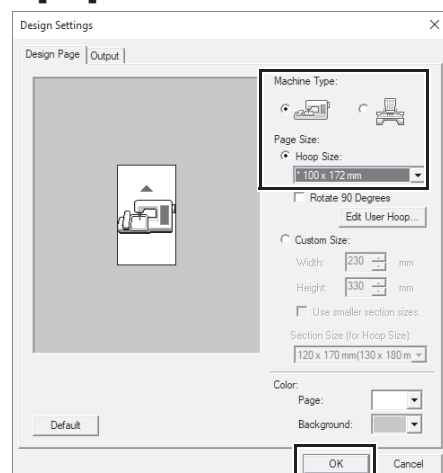 Design Settings
Design Page
Output
Machine Type:
Page Size:
Hoop Size:
* 100 x 172 mm
Rotate 90 Degrees
Edit User Hoop...
Custom Size:
Width: 230 mm
Height: 330 mm
Use smaller section sizes.
Section Size (for Hoop Size):
120 x 170 mm(130 x 180 m
Color:
Page:
Background:
Default
OK
Cancel